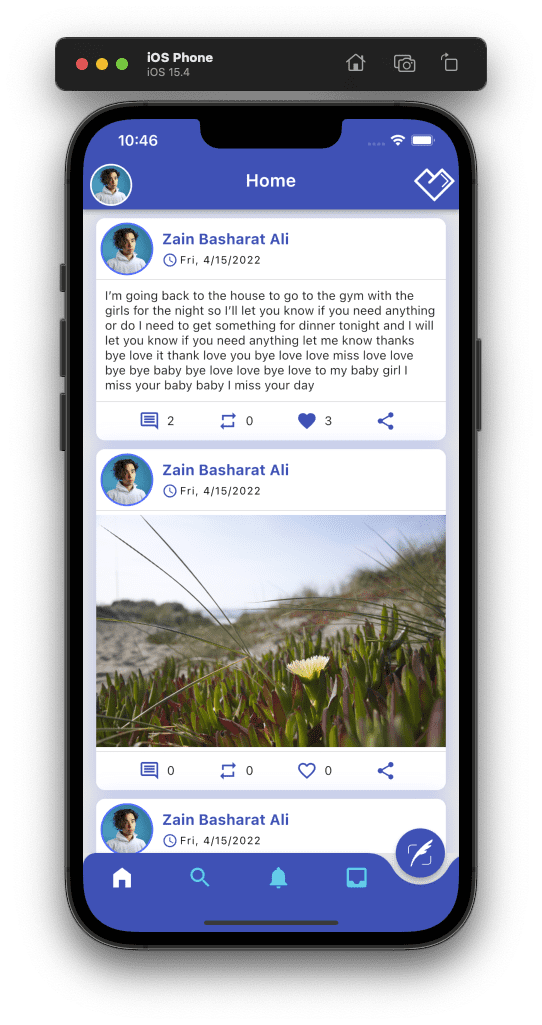 iOS Phone
iOS 15.4
10:46
Home
Zain Basharat Ali
Fri, 4/15/2022
I'm going back to the house to go to the gym with the
girls for the night so I'll let you know if you need anything
or do I need to get something for dinner tonight and I will
let you know if you need anything let me know thanks
bye love it thank love you bye love love miss love love
bye bye baby bye love love bye love to my baby girl I
miss your baby baby I miss your day
2 0 3
Zain Basharat Ali
Fri, 4/15/2022
0 0 0
Zain Basharat Ali
Fri, 4/15/2022